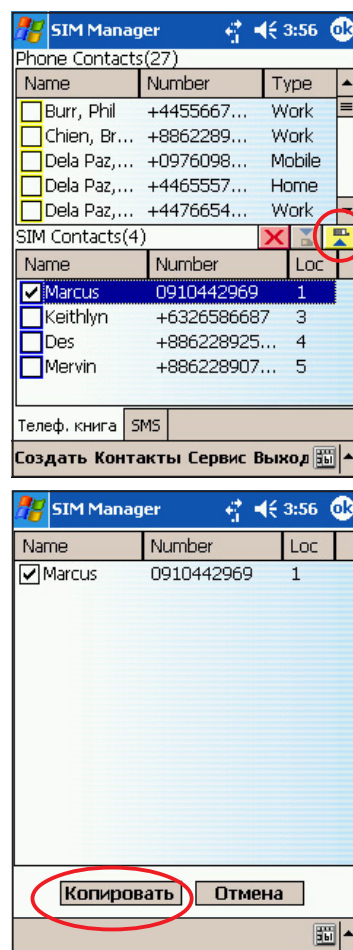 SIM Manager 3:56 ok
Phone Contacts(27)
Name Number Type
Burr, Phil +4455667... Work
Chien, Br... +8862289... Work
Dela Paz,... +0976098... Mobile
Dela Paz,... +4465557... Home
Dela Paz,... +4476654... Work
SIM Contacts(4)
Name Number Loc
Marcus 0910442969 1
Keithlyn +6326586687 3
Des +886228925... 4
Mervin +886228907... 5
Телеф. книга SMS
Создать Контакты Сервис Выход
SIM Manager 3:56 ok
Name Number Loc
Marcus 0910442969 1
Копировать Отмена